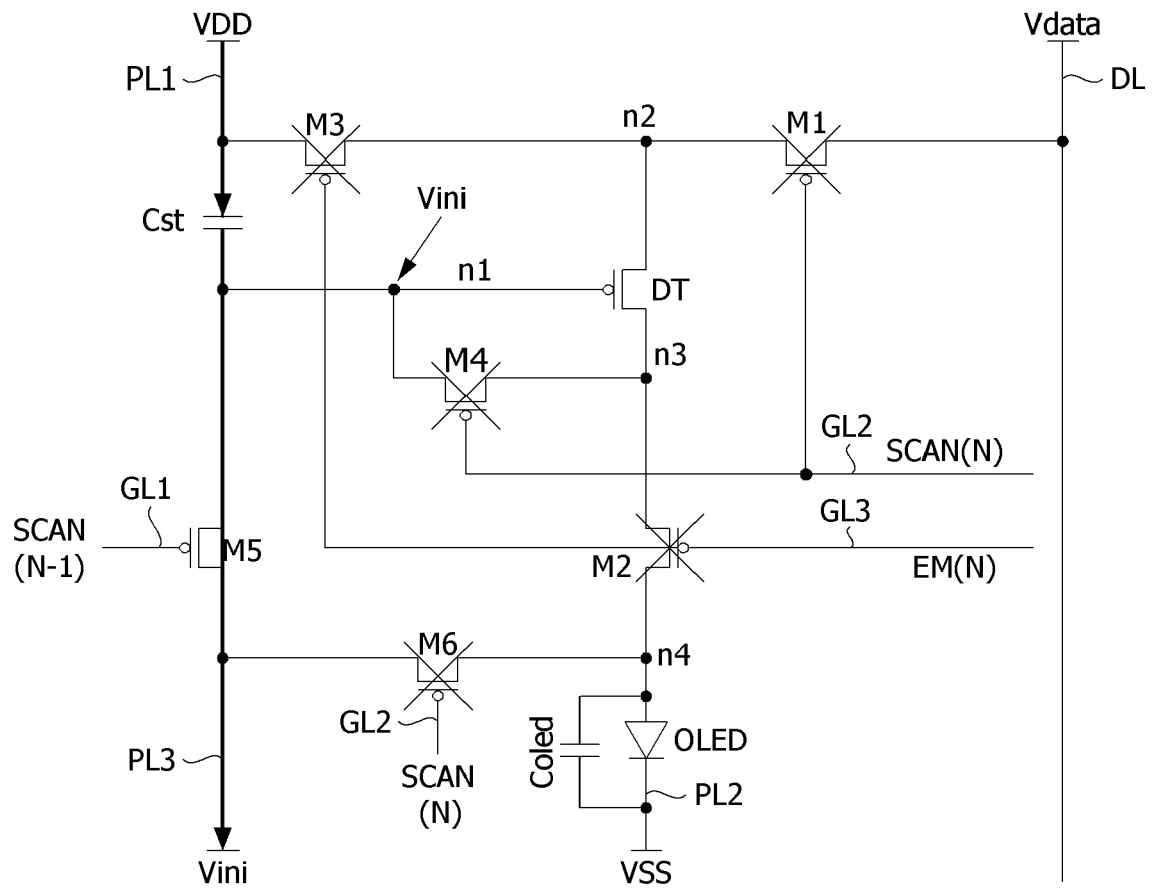 VDD
Vdata
PL1
DL
M3
n2
M1
Vini
Cst
n1
DT
M4
n3
GL2
SCAN(N)
GL1
GL3
SCAN
(N-1)
M5
M2
EM(N)
M6
n4
GL2
Coled
OLED
PL3
SCAN
(N)
PL2
Vini
VSS